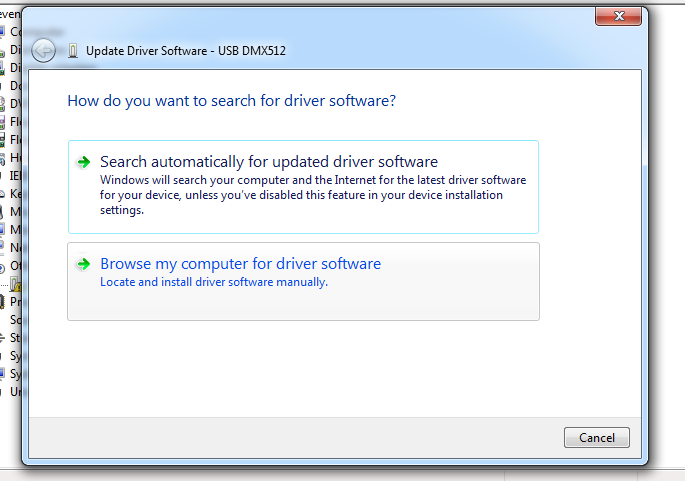 Update Driver Software - USB DMX512
How do you want to search for driver software?
Search automatically for updated driver software
Windows will search your computer and the Internet for the latest driver software
for your device, unless you've disabled this feature in your device installation
settings.
Browse my computer for driver software
Locate and install driver software manually.
Cancel